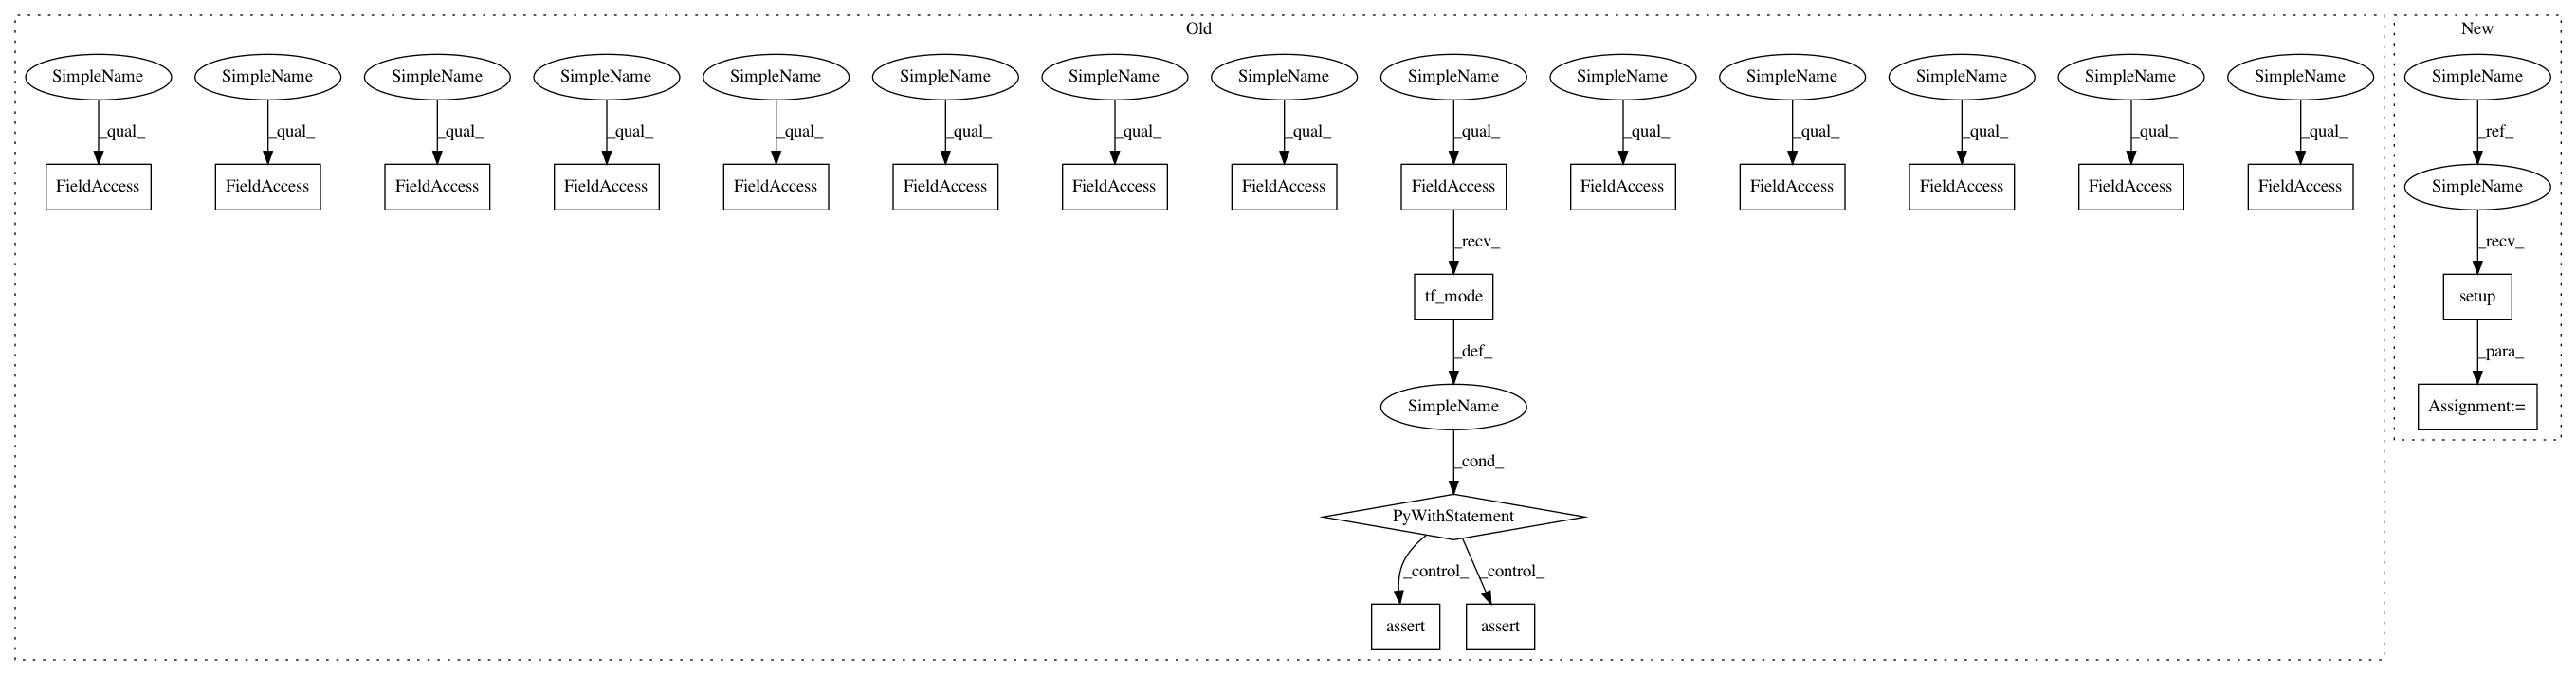 Old New
SimpleName SimpleName SimpleName SimpleName SimpleName SimpleName SimpleName SimpleName SimpleName SimpleName SimpleName SimpleName SimpleName SimpleName SimpleName
_qual_ _qual_ _qual_ _qual_ _qual_ _qual_ _qual_ _qual_ _qual_ _qual_ _qual_ _qual_ _qual_ _qual_ _ref_
FieldAccess FieldAccess FieldAccess FieldAccess FieldAccess FieldAccess FieldAccess FieldAccess FieldAccess FieldAccess FieldAccess FieldAccess FieldAccess FieldAccess SimpleName
_recv_ _recv_
tf_mode setup
_def_ _para_
SimpleName Assignment:=
_cond_
PyWithStatement
_control_ _control_
assert assert